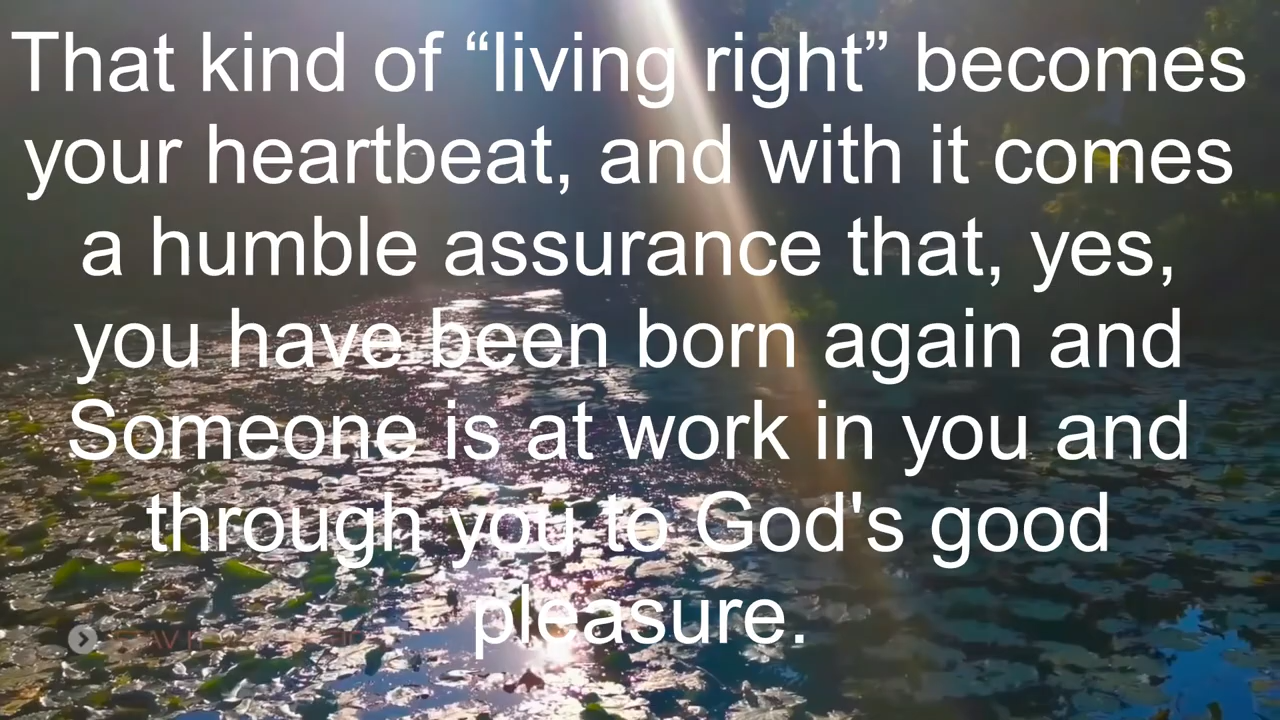 That kind of “living right” becomes
your heartbeat, and with it comes
a humble assurance that, yes,
you have been born again and
Someone is at work in you and
through you to God's good
pleasure.